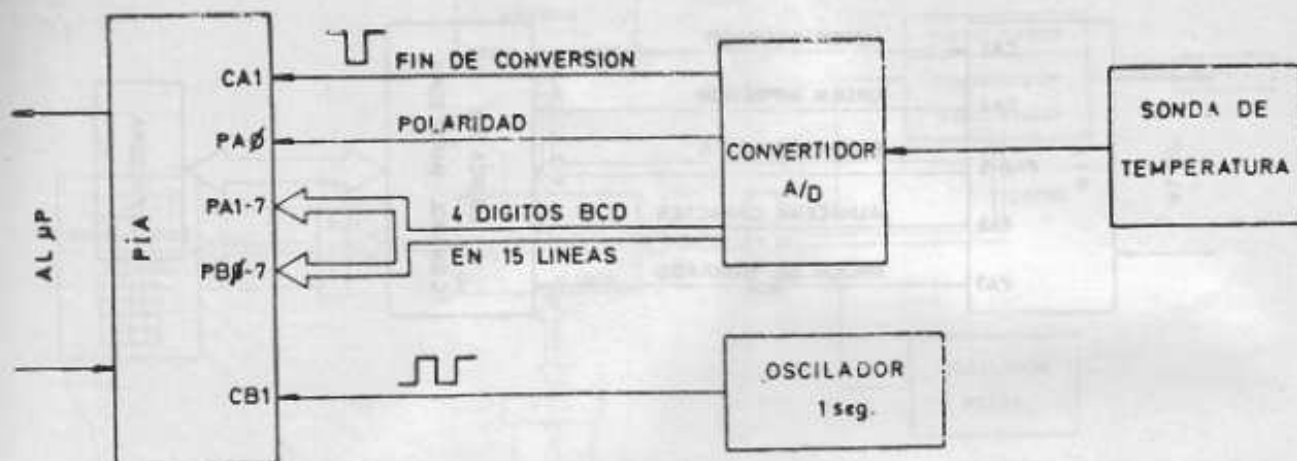 CA1
FIN DE CONVERSION
PAØ
POLARIDAD
PA1-7
4 DIGITOS BCD
EN 15 LINEAS
PBØ-7
CB1
AL µP
PIA
CONVERTIDOR
A/D
SONDA DE
TEMPERATURA
OSCILADOR
1 seg.